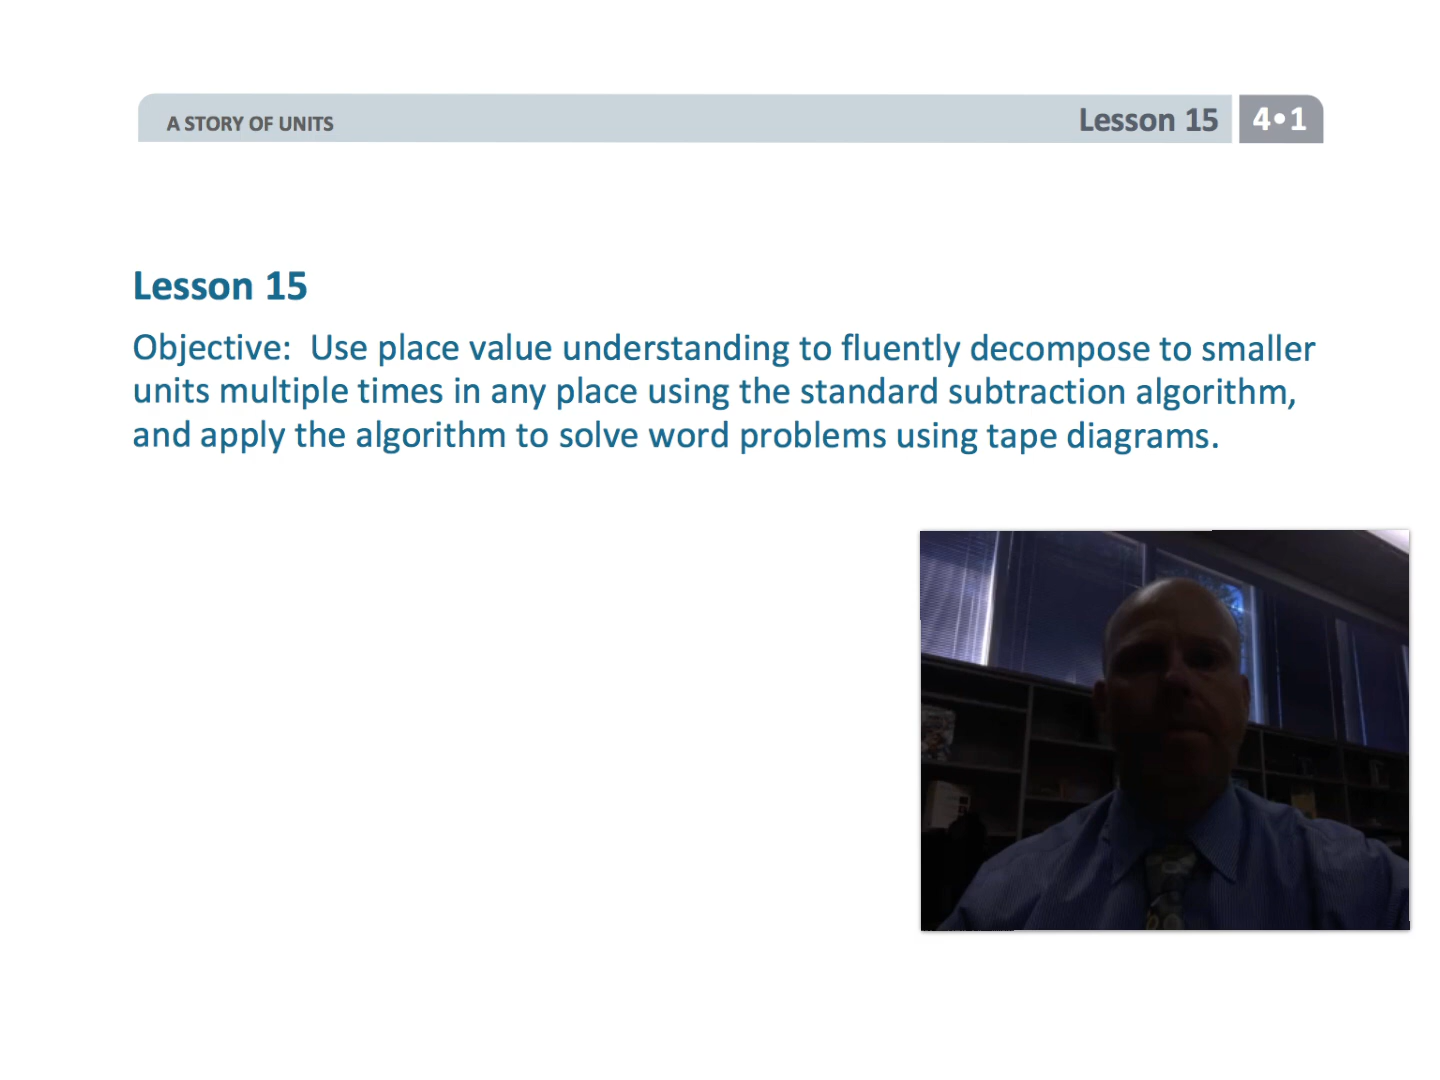 A STORY OF UNITS
Lesson 15
4•1
Lesson 15
Objective:  Use place value understanding to fluently decompose to smaller
units multiple times in any place using the standard subtraction algorithm,
and apply the algorithm to solve word problems using tape diagrams.